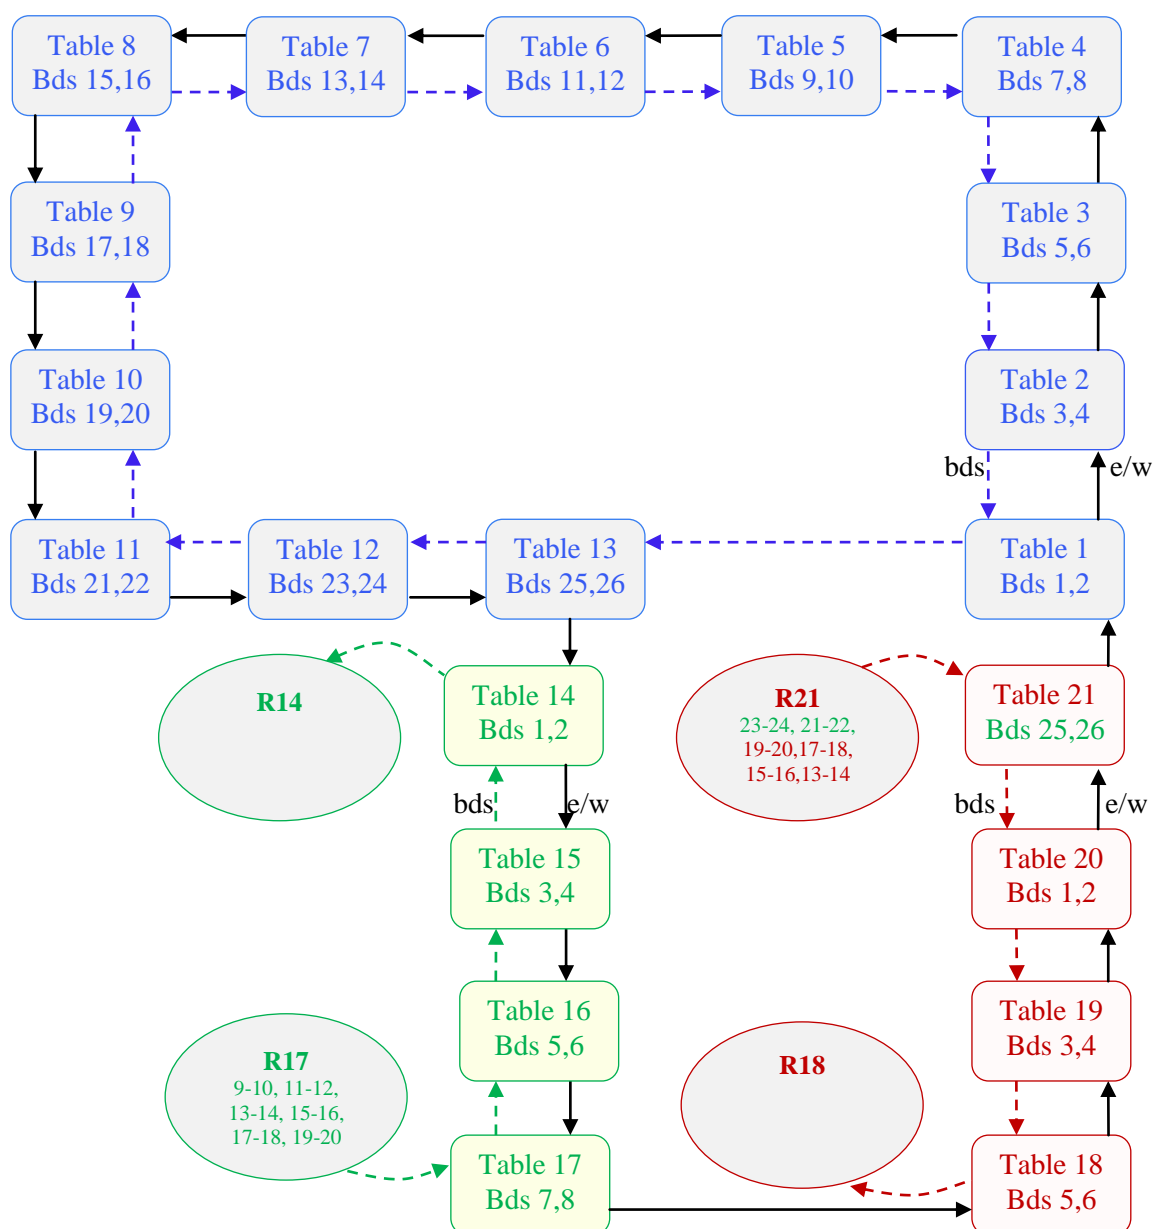 Table 8
Bds 15,16
Table 7
Bds 13,14
Table 6
Bds 11,12
Table 5
Bds 9,10
Table 4
Bds 7,8
Table 9
Bds 17,18
Table 3
Bds 5,6
Table 10
Bds 19,20
Table 2
Bds 3,4
bds
e/w
Table 11
Bds 21,22
Table 12
Bds 23,24
Table 13
Bds 25,26
Table 1
Bds 1,2
R14
Table 14
Bds 1,2
R21
23-24, 21-22,
19-20,17-18,
15-16,13-14
Table 21
Bds 25,26
bds
e/w
bds
e/w
Table 15
Bds 3,4
Table 20
Bds 1,2
Table 16
Bds 5,6
Table 19
Bds 3,4
R17
9-10, 11-12,
13-14, 15-16,
17-18, 19-20
R18
Table 17
Bds 7,8
Table 18
Bds 5,6